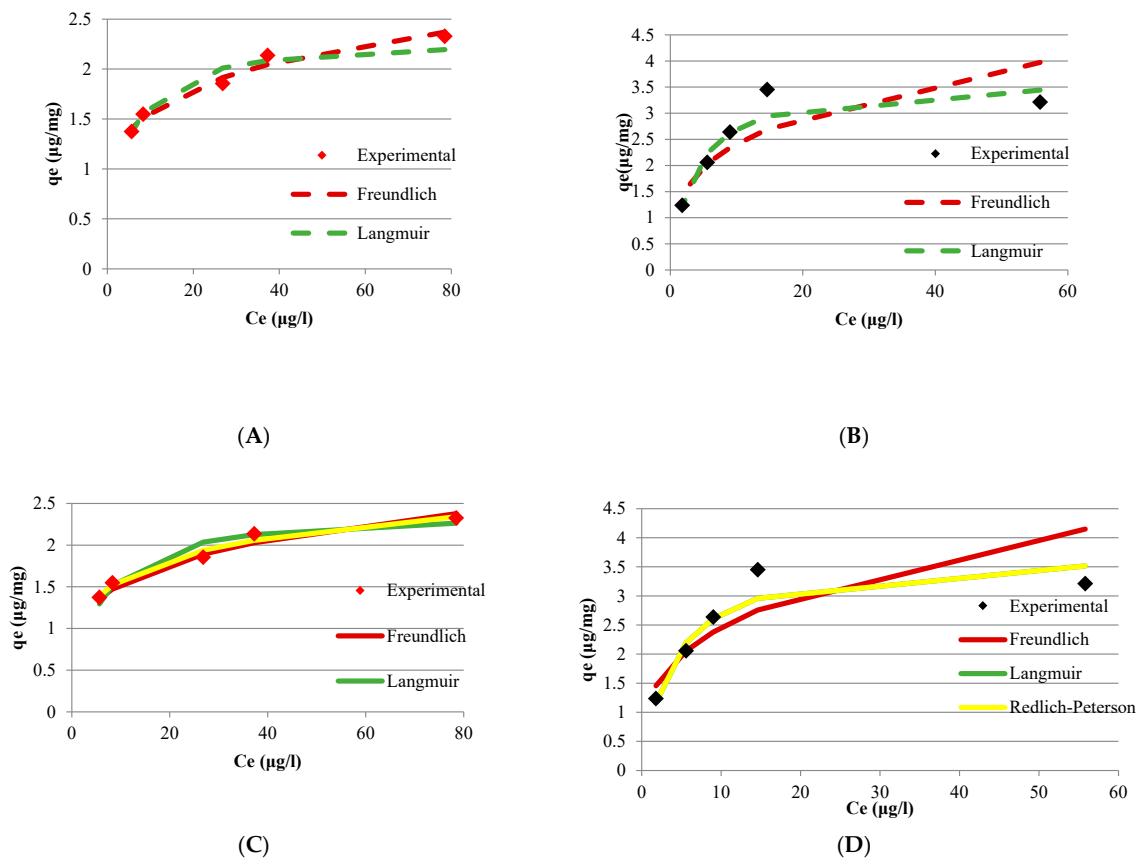 2.5
2
1.5
1
0.5
0
qe (µg/mg)
0
20
40
60
80
Ce (µg/l)
Experimental
Freundlich
Langmuir
(A)
4.5
4
3.5
3
2.5
2
1.5
1
0.5
0
qe(µg/mg)
0
20
40
60
Ce (µg/l)
Experimental
Freundlich
Langmuir
(B)
2.5
2
1.5
1
0.5
0
qe (µg/mg)
0
20
40
60
80
Ce (µg/l)
Experimental
Freundlich
Langmuir
(C)
4.5
4
3.5
3
2.5
2
1.5
1
0.5
0
qe (µg/mg)
0
10
20
30
40
50
60
Ce (µg/l)
Experimental
Freundlich
Langmuir
Redlich-Peterson
(D)